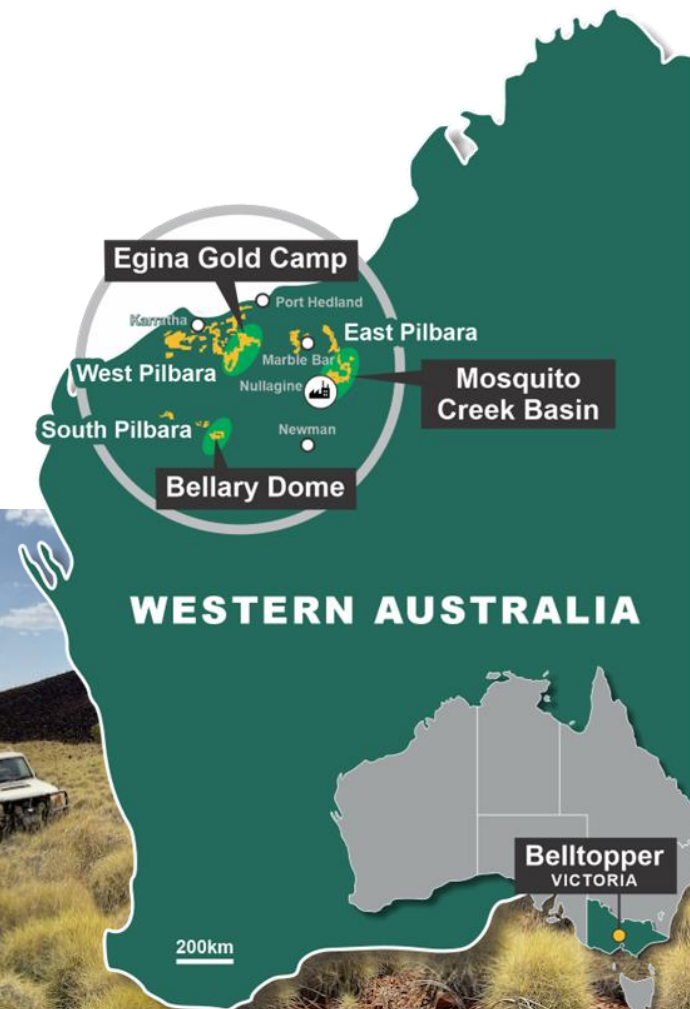 Egina Gold Camp
Port Hedland
Karratha
East Pilbara
Marble Bar
West Pilbara
Nullagine
Mosquito
Creek Basin
South Pilbara
Newman
Bellary Dome
WESTERN AUSTRALIA
Belltopper
VICTORIA
200km